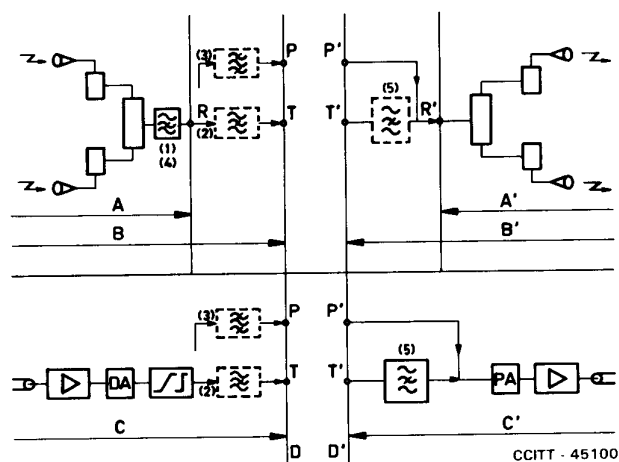 (3) P P' (5)
R T T' R'
(2)
(1)
(4)
A A'
B B'
(3) P P'
T T' (5)
DA (2) PA
C C'
D D' CCITT - 45100